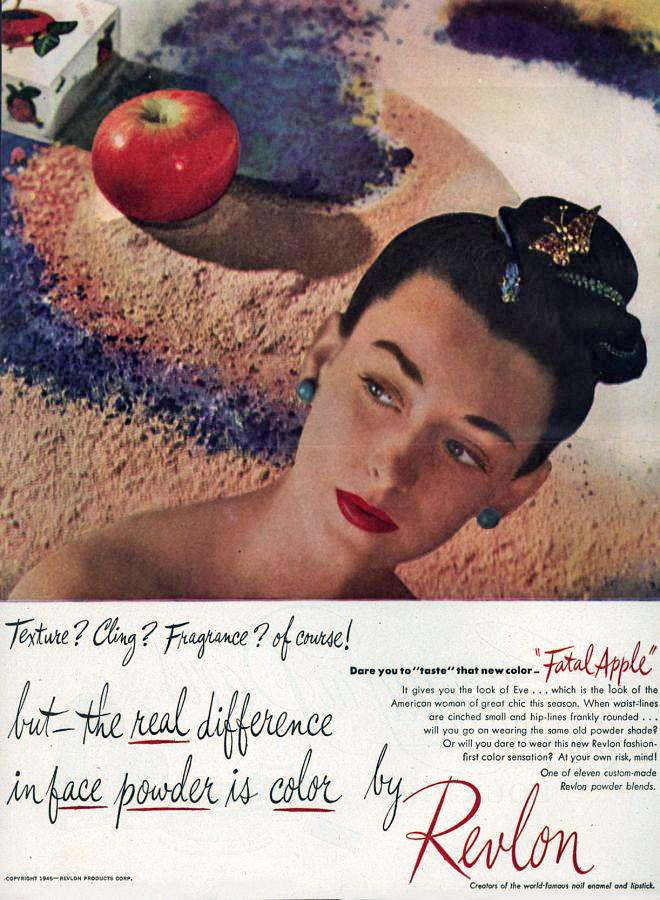 Texture? Cling? Fragrance? of course!
but—the real difference
in face powder is color by
Revlon
Dare you to "taste" that new color— "Fatal Apple"
It gives you the look of Eve . . . which is the look of the
American woman of great chic this season. When waist-lines
are cinched small and hip-lines frankly rounded . . .
will you go on wearing the same old powder shade?
Or will you dare to wear this new Revlon fashion-
first color sensation? At your own risk, mind!
One of eleven custom-made
Revlon powder blends.
Creators of the world-famous nail enamel and lipstick.
COPYRIGHT 1945—REVLON PRODUCTS CORP.